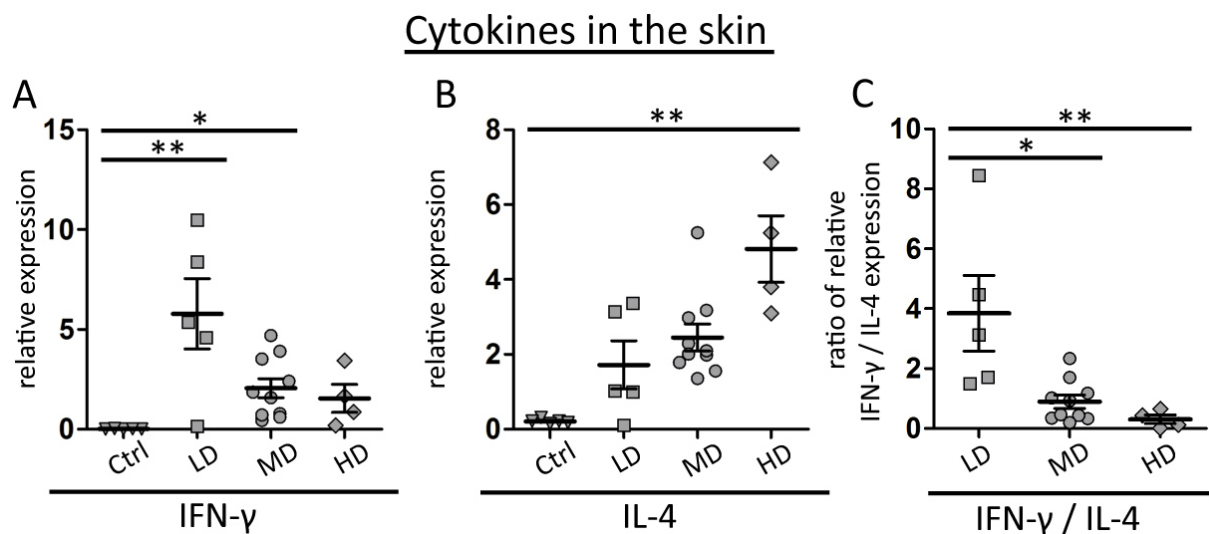 Cytokines in the skin
A
relative expression
15
10
5
0
*
**
Ctrl
LD
MD
HD
IFN-γ
B
relative expression
8
6
4
2
0
**
Ctrl
LD
MD
HD
IL-4
C
ratio of relative
IFN-γ / IL-4 expression
10
8
6
4
2
0
**
*
LD
MD
HD
IFN-γ / IL-4